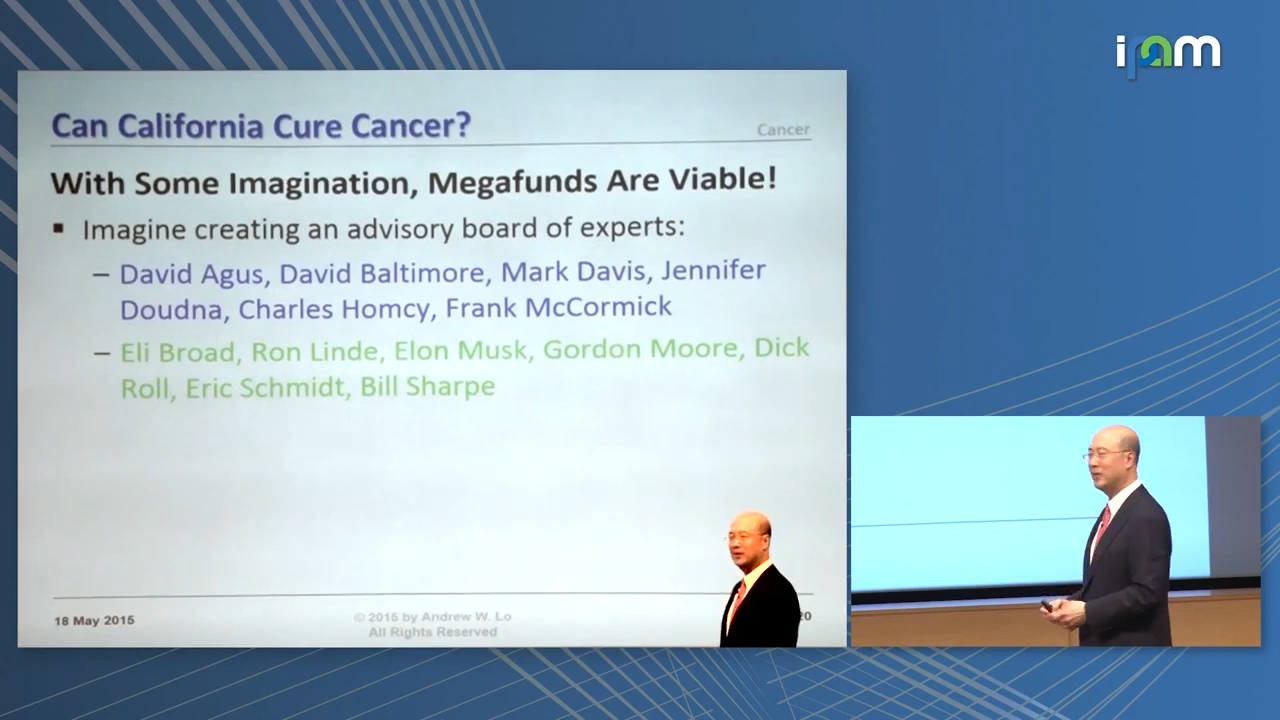 ipam
Can California Cure Cancer?
Cancer
With Some Imagination, Megafunds Are Viable!
▪ Imagine creating an advisory board of experts:
– David Agus, David Baltimore, Mark Davis, Jennifer
Doudna, Charles Homcy, Frank McCormick
– Eli Broad, Ron Linde, Elon Musk, Gordon Moore, Dick
Roll, Eric Schmidt, Bill Sharpe
18 May 2015
© 2015 by Andrew W. Lo
All Rights Reserved